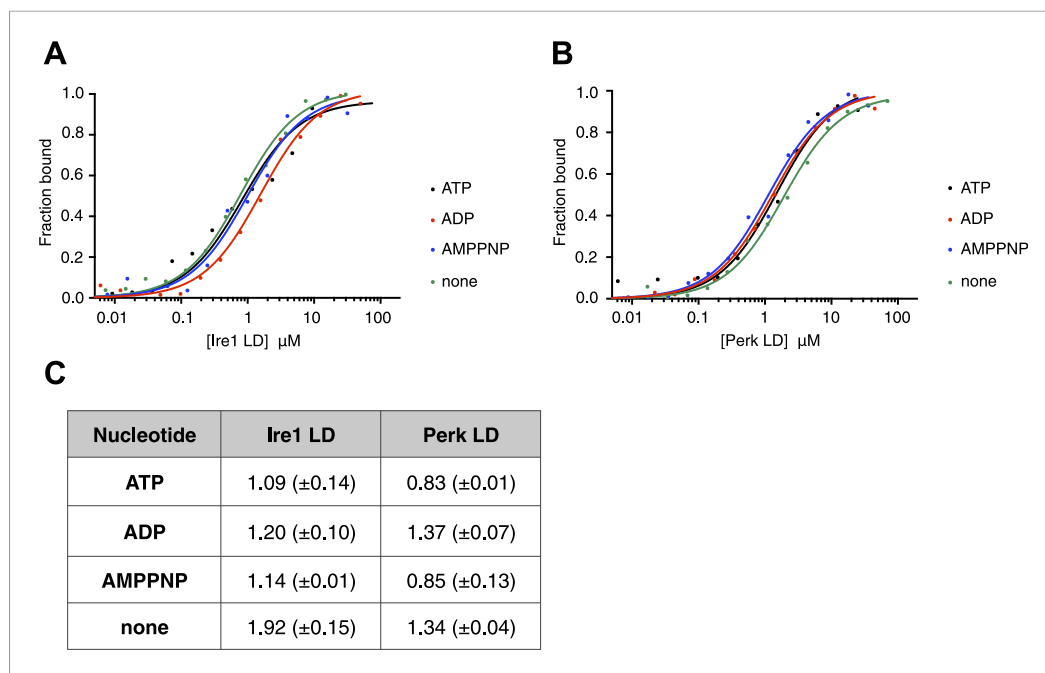 A
Fraction bound
1.0
0.8
0.6
0.4
0.2
0.0
0.01 0.1 1 10 100
[Ire1 LD] μM
ATP
ADP
AMPPNP
none
B
Fraction bound
1.0
0.8
0.6
0.4
0.2
0.0
0.01 0.1 1 10 100
[Perk LD] μM
ATP
ADP
AMPPNP
none
C
Nucleotide Ire1 LD Perk LD
ATP 1.09 (±0.14) 0.83 (±0.01)
ADP 1.20 (±0.10) 1.37 (±0.07)
AMPPNP 1.14 (±0.01) 0.85 (±0.13)
none 1.92 (±0.15) 1.34 (±0.04)